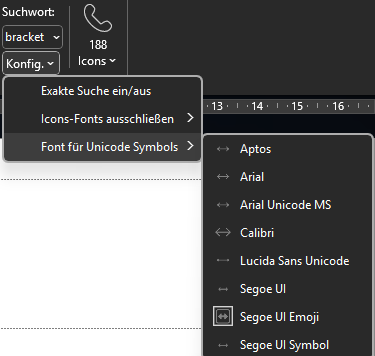 Suchwort:
bracket
Konfig.
188
Icons
Exakte Suche ein/aus
Icons-Fonts ausschließen
Font für Unicode Symbols
· 13 · ı · 14 · ı · 15 · ı · 16 · ı
Aptos
Arial
Arial Unicode MS
Calibri
Lucida Sans Unicode
Segoe UI
Segoe UI Emoji
Segoe UI Symbol